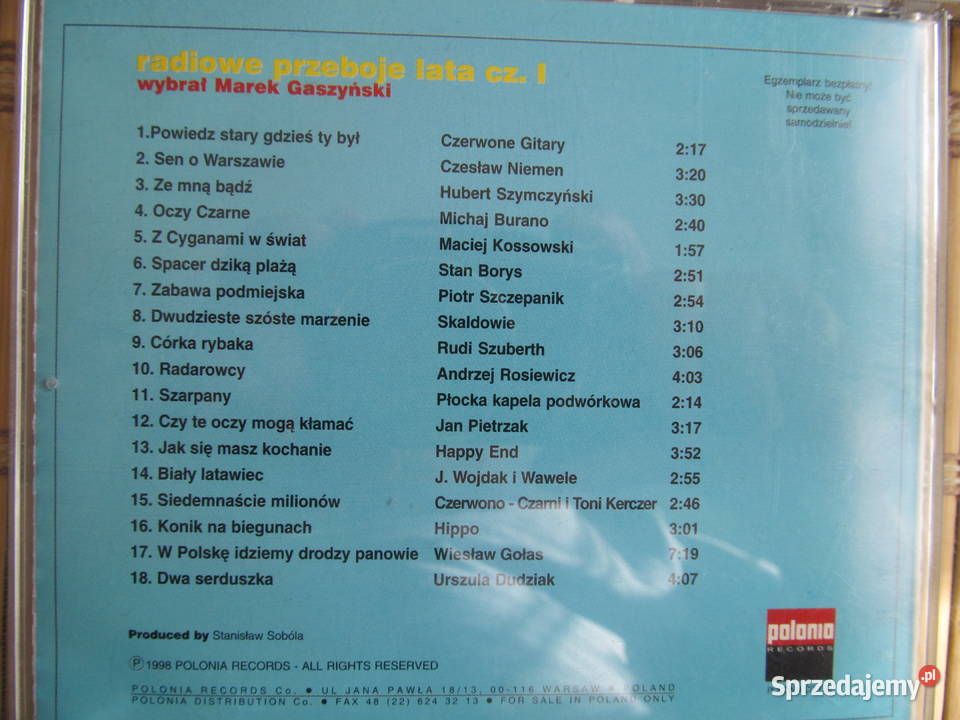 radiowe przeboje lata cz. I
wybrał Marek Gaszyński
Egzemplarz bezpłatny!
Nie może być
sprzedawany
samodzielnie!
1.Powiedz stary gdzieś ty był Czerwone Gitary 2:17
2. Sen o Warszawie Czesław Niemen 3:20
3. Ze mną bądź Hubert Szymczyński 3:30
4. Oczy Czarne Michaj Burano 2:40
5. Z Cyganami w świat Maciej Kossowski 1:57
6. Spacer dziką plażą Stan Borys 2:51
7. Zabawa podmiejska Piotr Szczepanik 2:54
8. Dwudzieste szóste marzenie Skaldowie 3:10
9. Córka rybaka Rudi Szuberth 3:06
10. Radarowcy Andrzej Rosiewicz 4:03
11. Szarpany Płocka kapela podwórkowa 2:14
12. Czy te oczy mogą kłamać Jan Pietrzak 3:17
13. Jak się masz kochanie Happy End 3:52
14. Biały latawiec J. Wojdak i Wawele 2:55
15. Siedemnaście milionów Czerwono - Czarni i Toni Kerczer 2:46
16. Konik na biegunach Hippo 3:01
17. W Polskę idziemy drodzy panowie Wiesław Gołas 7:19
18. Dwa serduszka Urszula Dudziak 4:07
Produced by Stanisław Sobóla
Ⓟ 1998 POLONIA RECORDS - ALL RIGHTS RESERVED
POLONIA RECORDS Co. ● UL JANA PAWŁA 18/13, 00-116 WARSAW ● POLAND
POLONIA DISTRIBUTION Co. ● FAX 48 (22) 624 32 13 ● FOR SALE IN POLAND ONLY
polonia
RECORDS
Sprzedajemy.pl